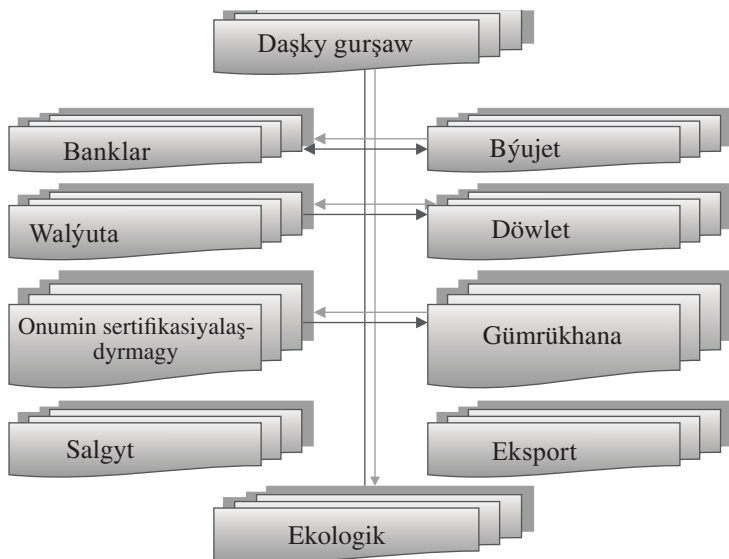 Daşky gurşaw
Banklar
Býujet
Walýuta
Döwlet
Onumin sertifikasiyalaş-
dyrmagy
Gümrükhana
Salgyt
Eksport
Ekologik